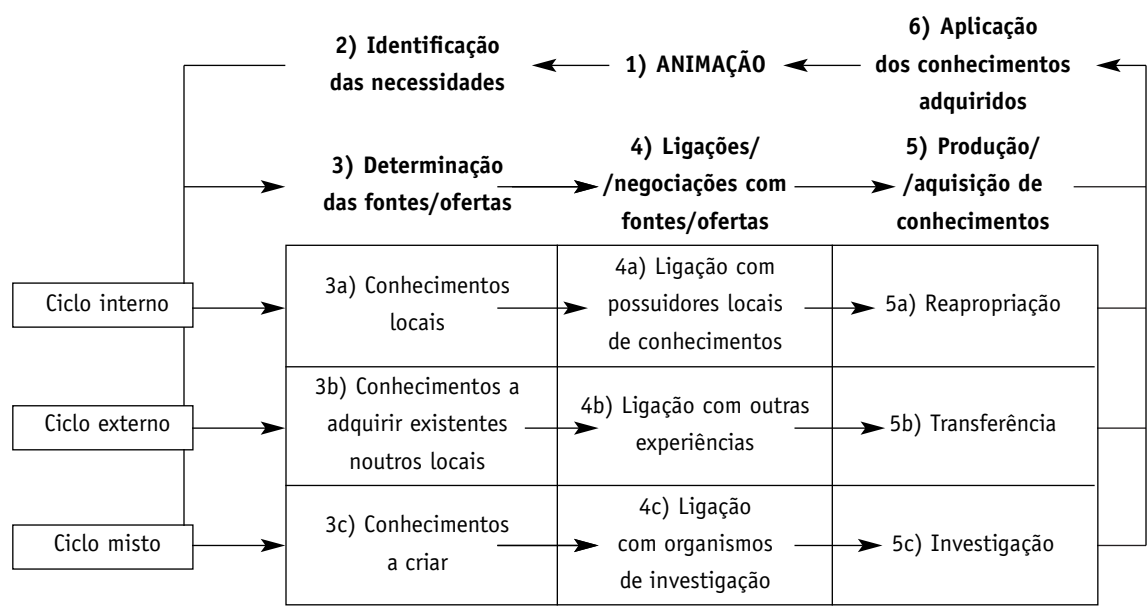 2) Identificação
das necessidades
1) ANIMAÇÃO
6) Aplicação
dos conhecimentos
adquiridos
3) Determinação
das fontes/ofertas
4) Ligações/
/negociações com
fontes/ofertas
5) Produção/
/aquisição de
conhecimentos
Ciclo interno
3a) Conhecimentos
locais
4a) Ligação com
possuidores locais
de conhecimentos
5a) Reapropriação
Ciclo externo
3b) Conhecimentos a
adquirir existentes
noutros locais
4b) Ligação com outras
experiências
5b) Transferência
Ciclo misto
3c) Conhecimentos
a criar
4c) Ligação
com organismos
de investigação
5c) Investigação